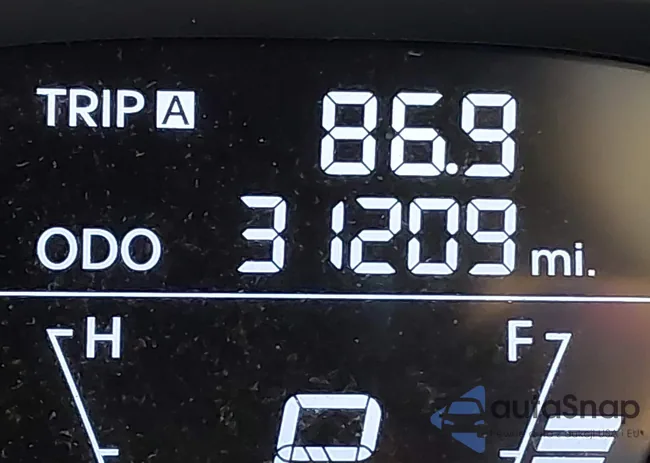 TRIP A 86.9
ODO 31209 mi.
H F
P
autoSnap